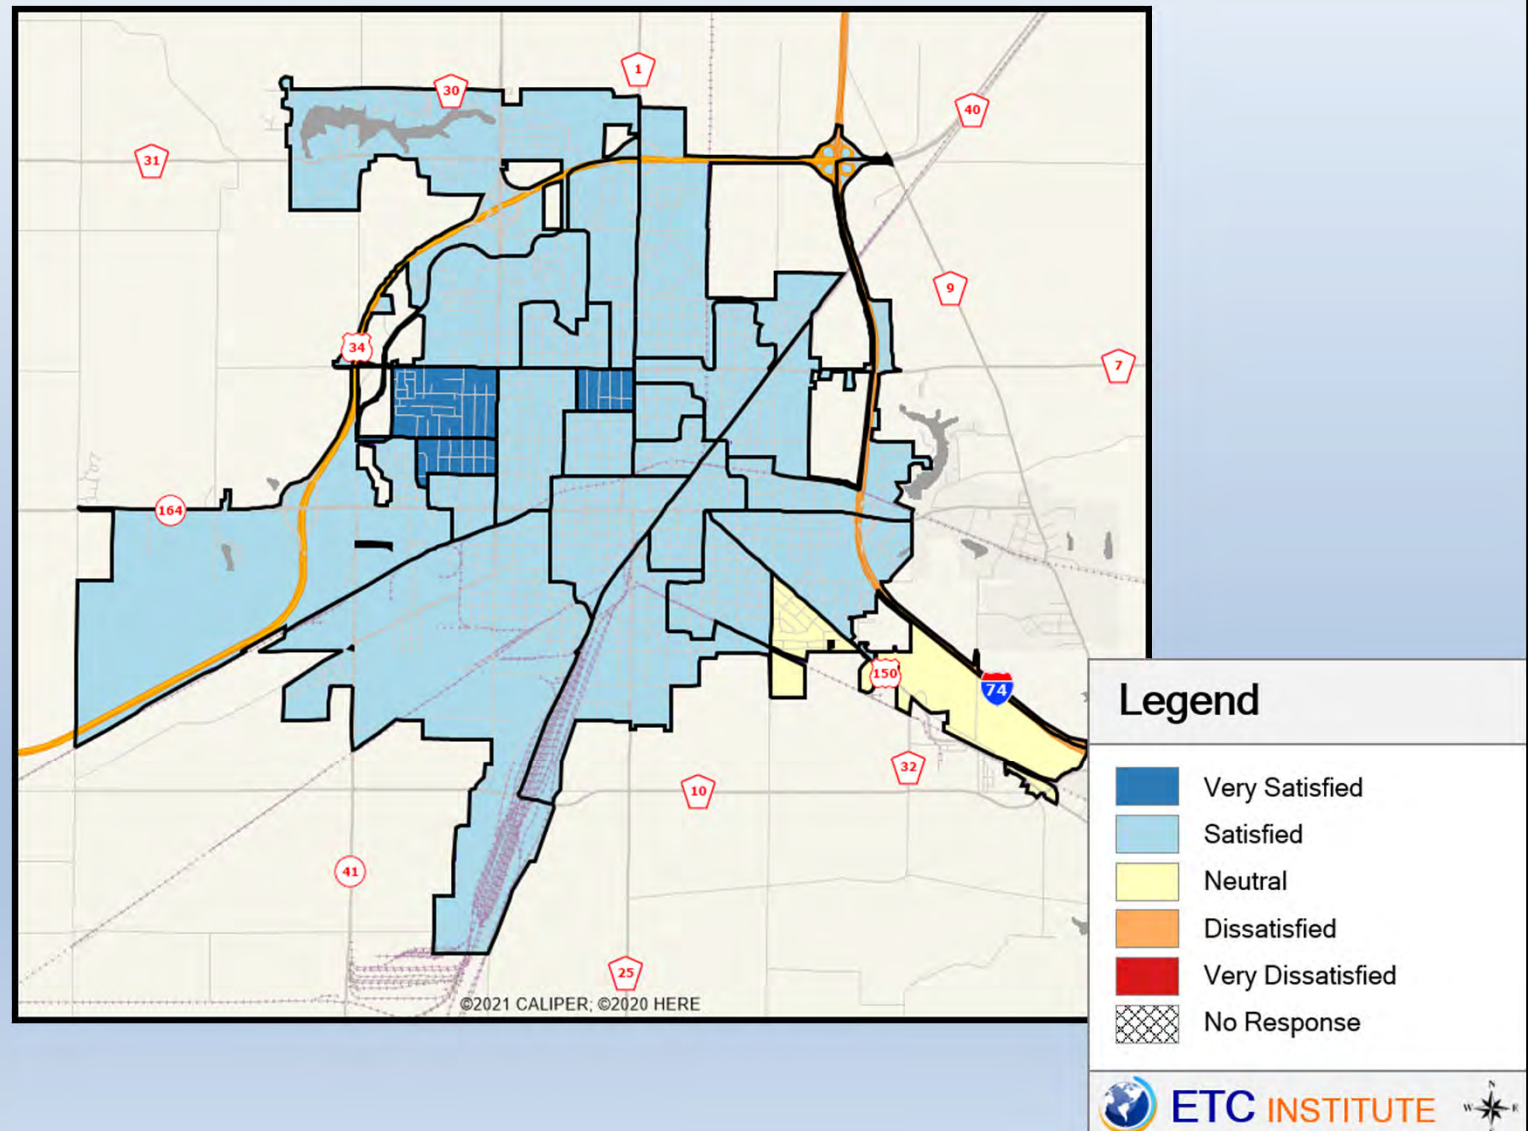 1
30
40
31
9
34
7
164
150
74
32
10
41
25
©2021 CALIPER; ©2020 HERE
Legend
Very Satisfied
Satisfied
Neutral
Dissatisfied
Very Dissatisfied
No Response
ETC INSTITUTE
N
W
E
S